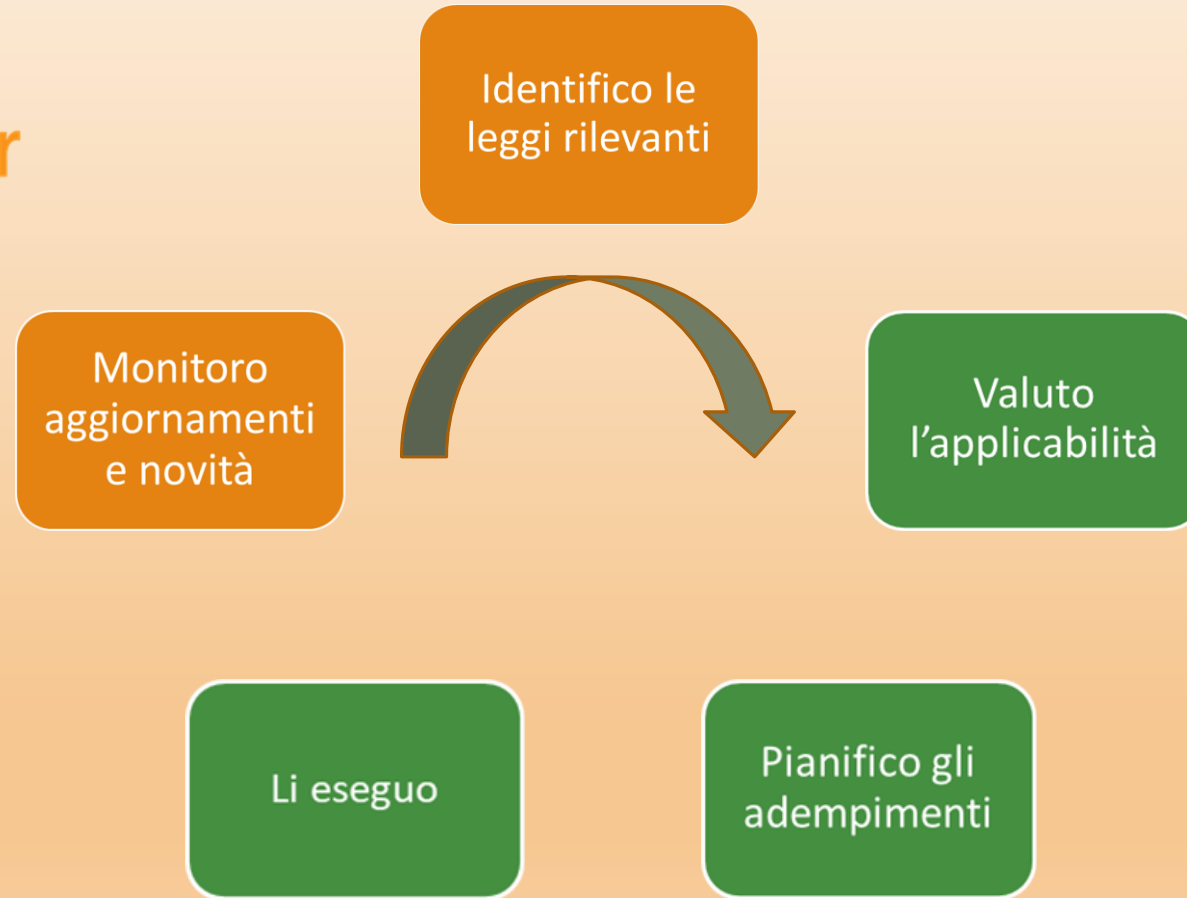 r
Identifico le
leggi rilevanti
Monitoro
aggiornamenti
e novità
Valuto
l’applicabilità
Li eseguo
Pianifico gli
adempimenti